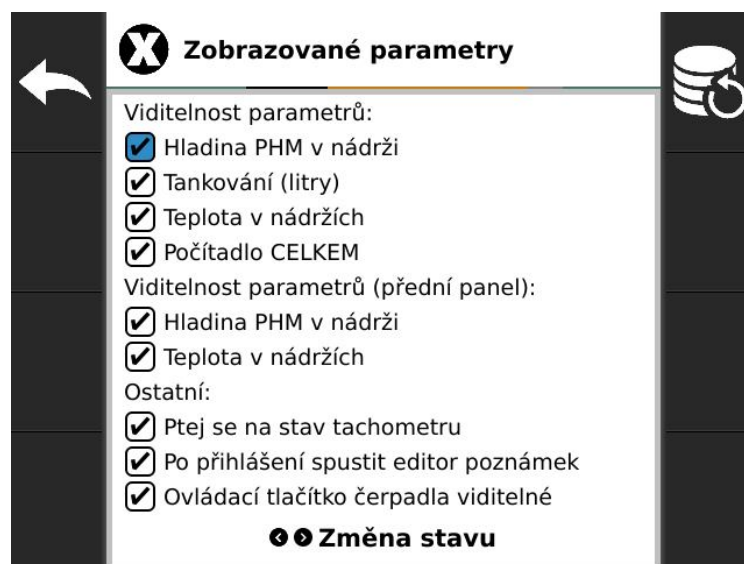 X Zobrazované parametry
Viditelnost parametrů:
Hladina PHM v nádrži
Tankování (litry)
Teplota v nádržích
Počítadlo CELKEM
Viditelnost parametrů (přední panel):
Hladina PHM v nádrži
Teplota v nádržích
Ostatní:
Ptej se na stav tachometru
Po přihlášení spustit editor poznámek
Ovládací tlačítko čerpadla viditelné
Změna stavu